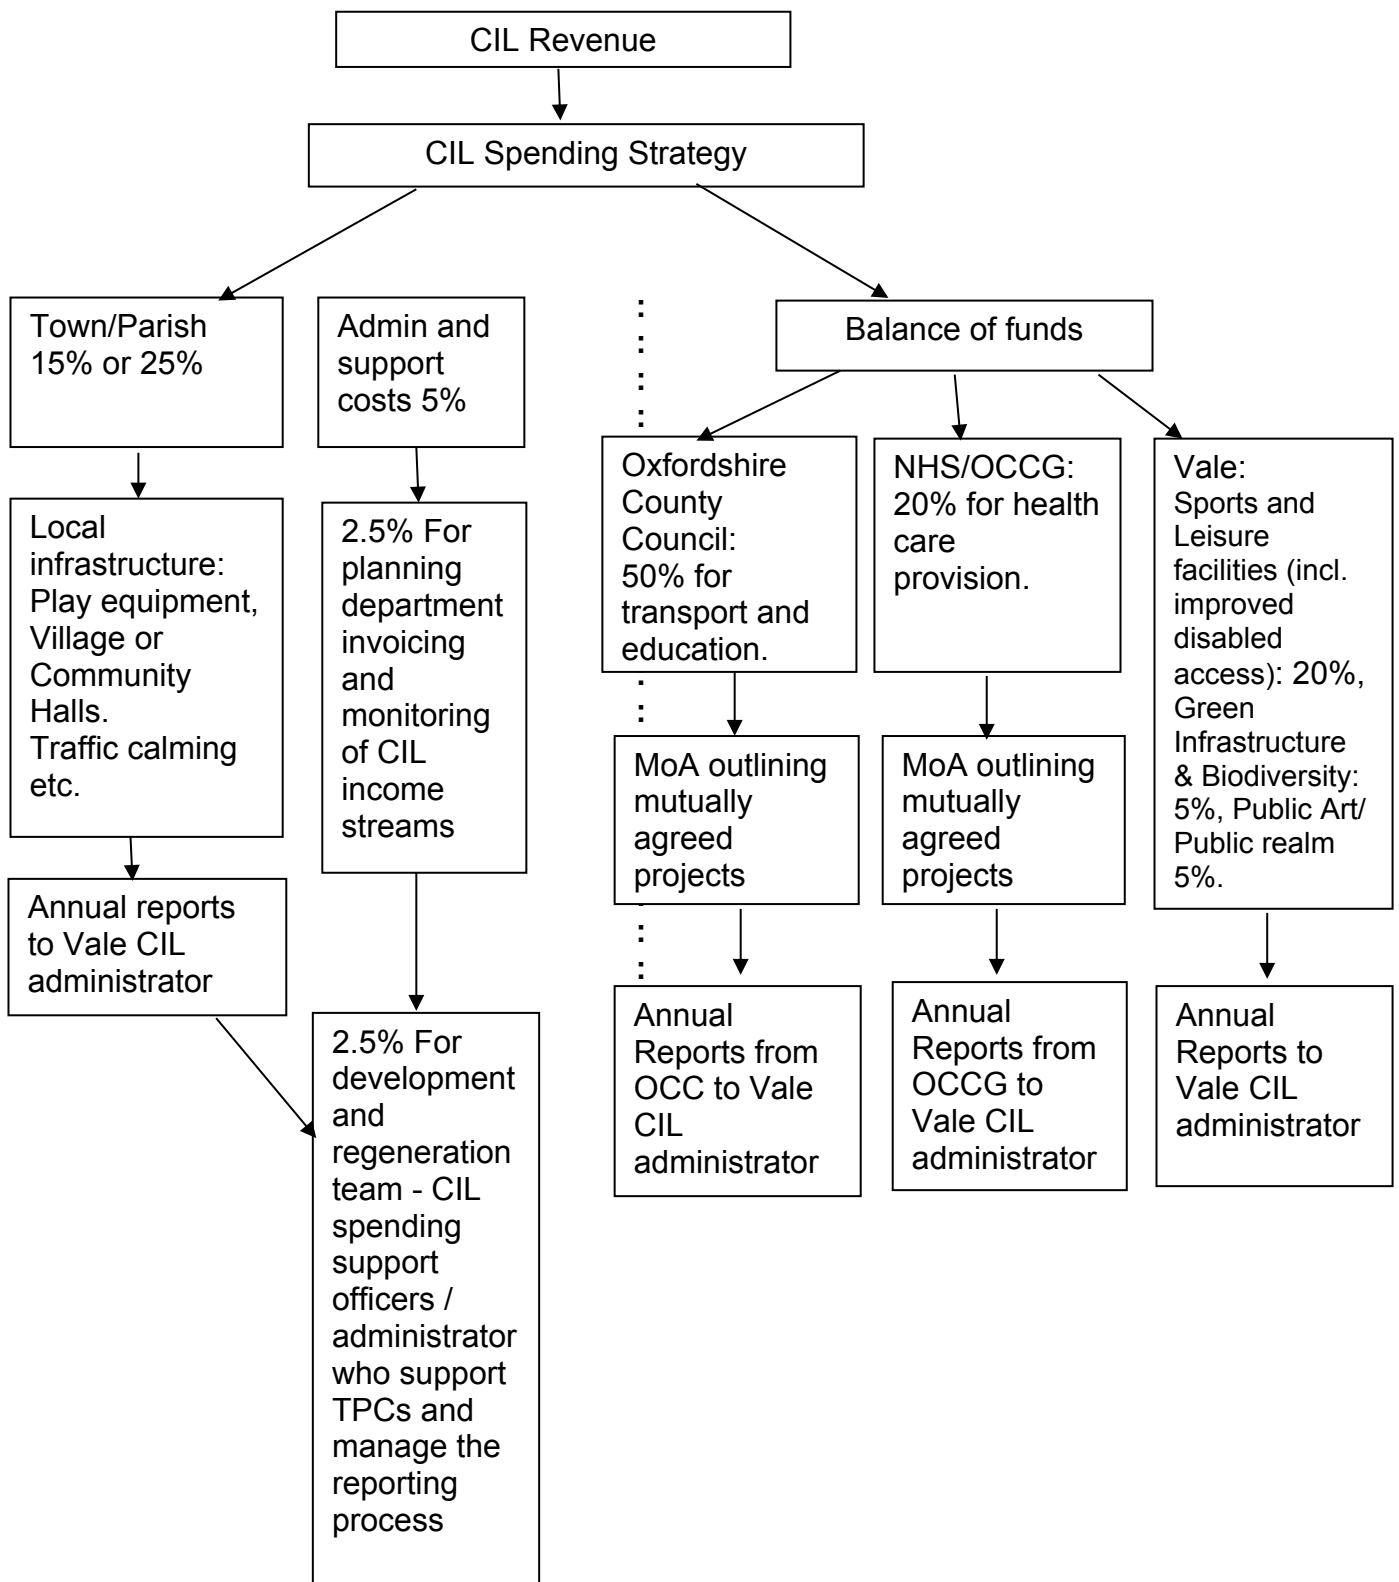 CIL Revenue
CIL Spending Strategy
Town/Parish
15% or 25%
Admin and
support
costs 5%
Balance of funds
Local
infrastructure:
Play equipment,
Village or
Community
Halls.
Traffic calming
etc.
2.5% For
planning
department
invoicing
and
monitoring
of CIL
income
streams
Oxfordshire
County
Council:
50% for
transport and
education.
NHS/OCCG:
20% for health
care
provision.
Vale:
Sports and
Leisure
facilities (incl.
improved
disabled
access): 20%,
Green
Infrastructure
& Biodiversity:
5%, Public Art/
Public realm
5%.
MoA outlining
mutually
agreed
projects
MoA outlining
mutually
agreed
projects
Annual reports
to Vale CIL
administrator
2.5% For
development
and
regeneration
team - CIL
spending
support
officers /
administrator
who support
TPCs and
manage the
reporting
process
Annual
Reports from
OCC to Vale
CIL
administrator
Annual
Reports from
OCCG to
Vale CIL
administrator
Annual
Reports to
Vale CIL
administrator